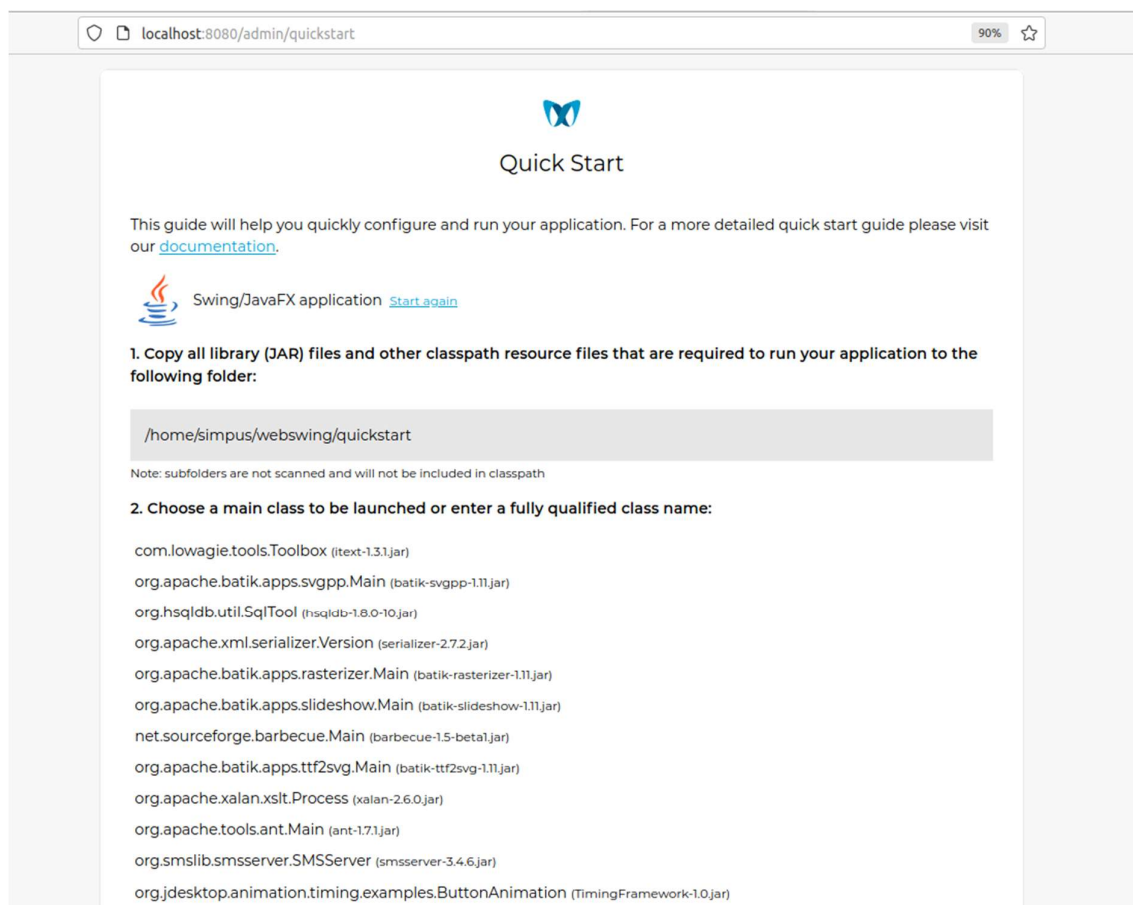 localhost:8080/admin/quickstart
90%
Quick Start
This guide will help you quickly configure and run your application. For a more detailed quick start guide please visit
our documentation.
Swing/JavaFX application Start again
1. Copy all library (JAR) files and other classpath resource files that are required to run your application to the
following folder:
/home/simpus/webswing/quickstart
Note: subfolders are not scanned and will not be included in classpath
2. Choose a main class to be launched or enter a fully qualified class name:
com.lowagie.tools.Toolbox (itext-1.3.1.jar)
org.apache.batik.apps.svgpp.Main (batik-svgpp-1.11.jar)
org.hsqldb.util.SqlTool (hsqldb-1.8.0-10.jar)
org.apache.xml.serializer.Version (serializer-2.7.2.jar)
org.apache.batik.apps.rasterizer.Main (batik-rasterizer-1.11.jar)
org.apache.batik.apps.slideshow.Main (batik-slideshow-1.11.jar)
net.sourceforge.barbecue.Main (barbecue-1.5-beta1.jar)
org.apache.batik.apps.ttf2svg.Main (batik-ttf2svg-1.11.jar)
org.apache.xalan.xslt.Process (xalan-2.6.0.jar)
org.apache.tools.ant.Main (ant-1.7.1.jar)
org.smslib.smsserver.SMSServer (smsserver-3.4.6.jar)
org.jdesktop.animation.timing.examples.ButtonAnimation (TimingFramework-1.0.jar)